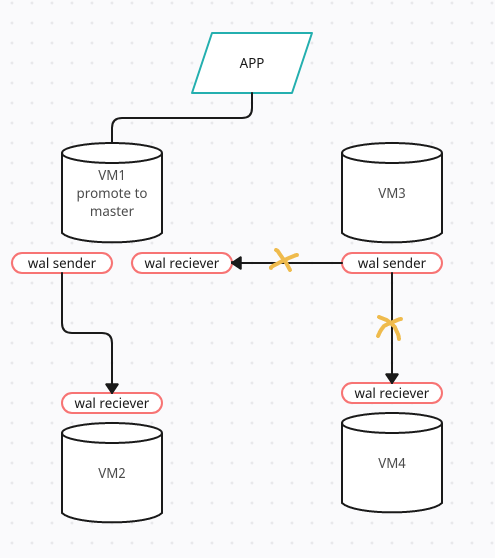 APP
VM1
promote to
master
VM3
wal sender
wal reciever
wal sender
wal reciever
wal reciever
VM2
VM4